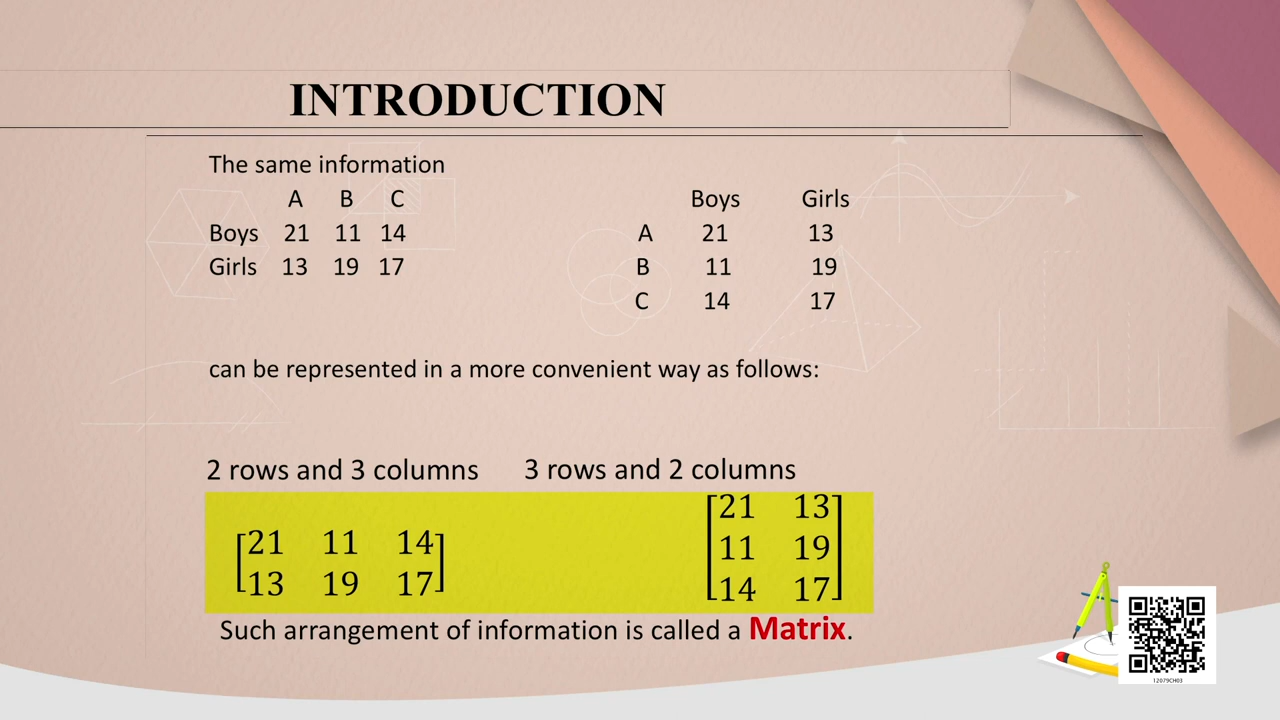 INTRODUCTION
The same information
A B C
Boys 21 11 14
Girls 13 19 17
Boys Girls
A 21 13
B 11 19
C 14 17
can be represented in a more convenient way as follows:
2 rows and 3 columns 3 rows and 2 columns
21 11 14
13 19 17
21 13
11 19
14 17
Such arrangement of information is called a Matrix.
12079CH03